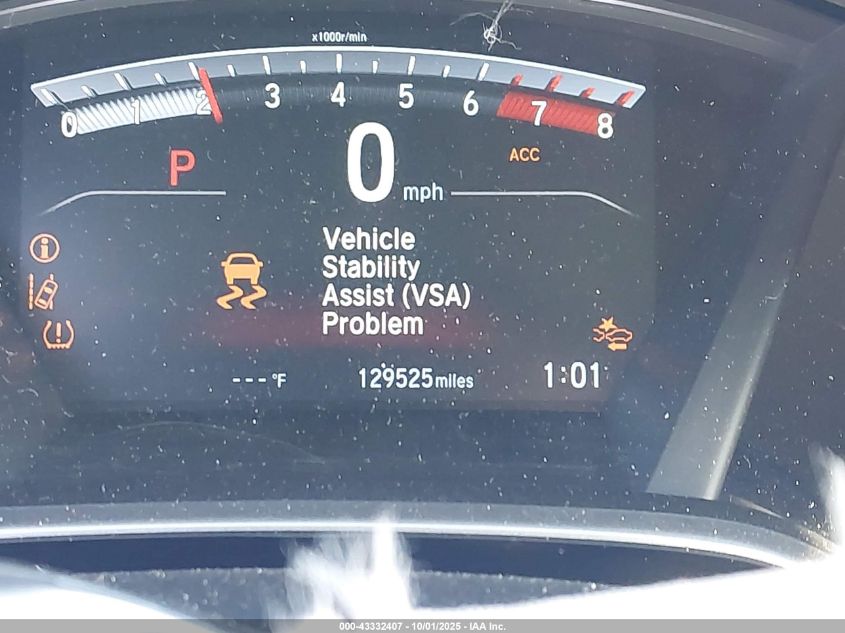 x1000r/min
0 1 2 3 4 5 6 7 8
P 0 mph ACC
Vehicle
Stability
Assist (VSA)
Problem
---°F 129525 miles 1:01
000-43332407 - 10/01/2025 - IAA Inc.